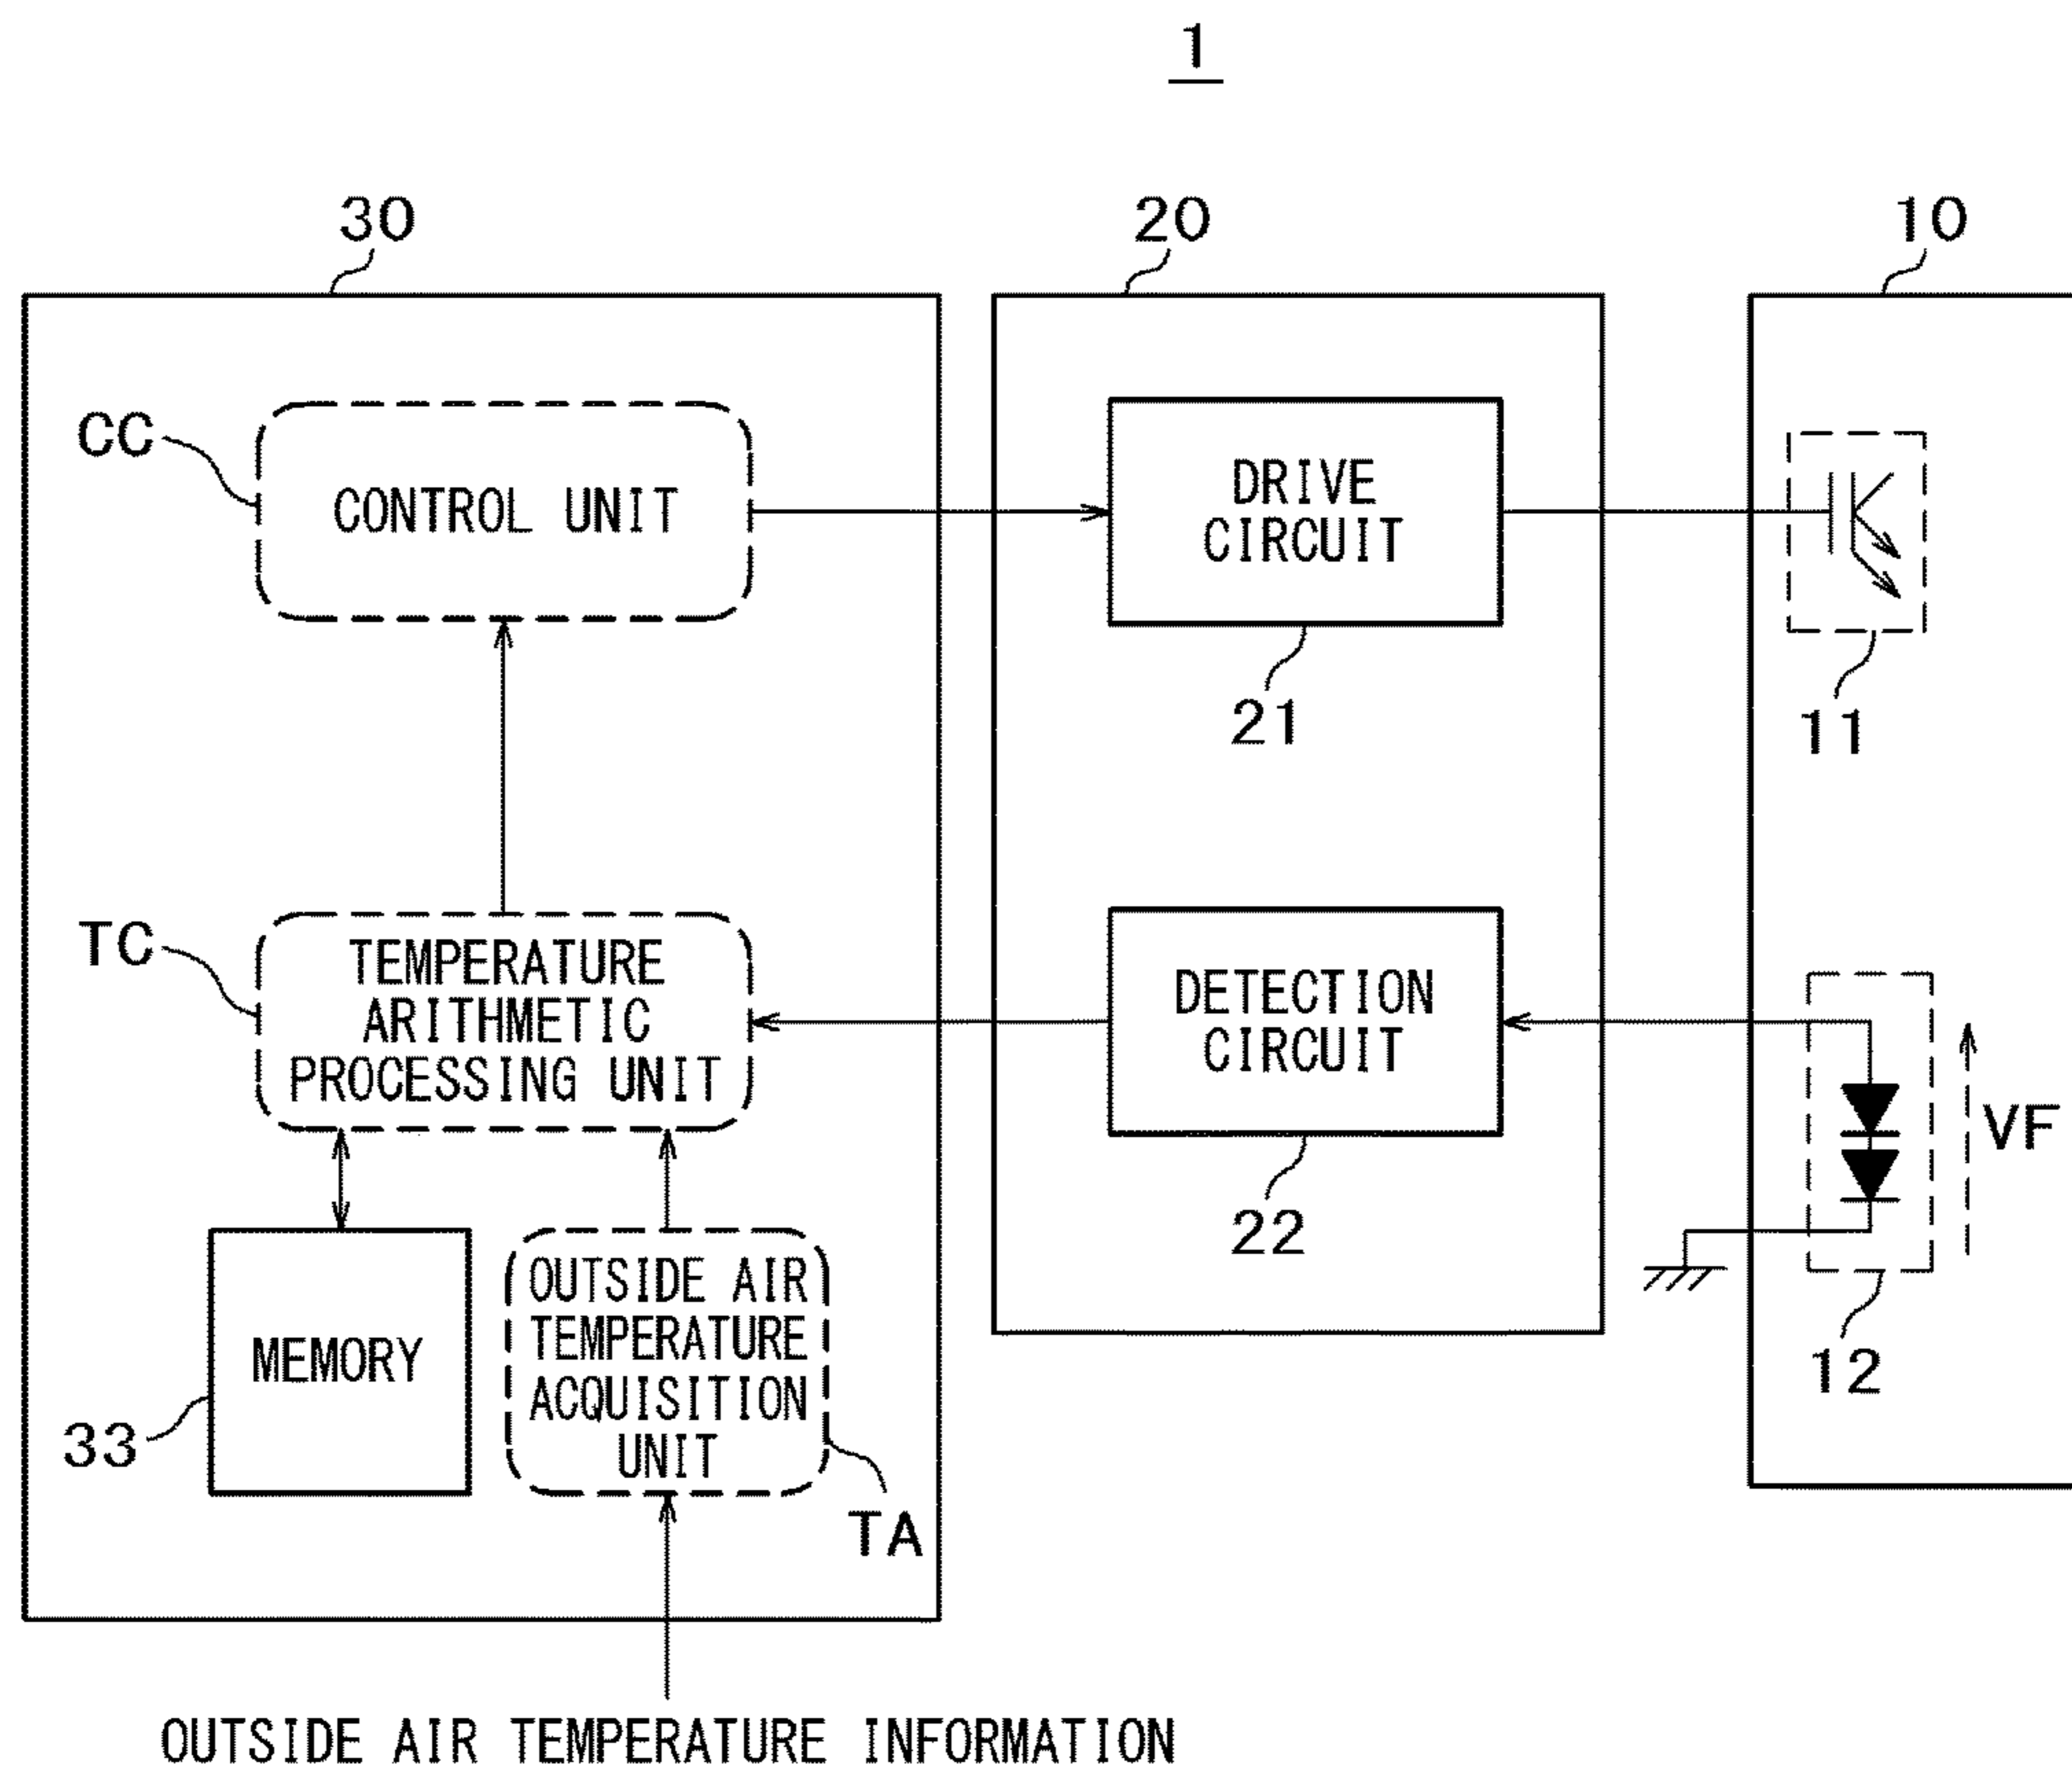 1
30
20
10
CC
CONTROL UNIT
DRIVE
CIRCUIT
21
11
TC
TEMPERATURE
ARITHMETIC
PROCESSING UNIT
DETECTION
CIRCUIT
22
VF
12
MEMORY
33
OUTSIDE AIR
TEMPERATURE
ACQUISITION
UNIT
TA
OUTSIDE AIR TEMPERATURE INFORMATION